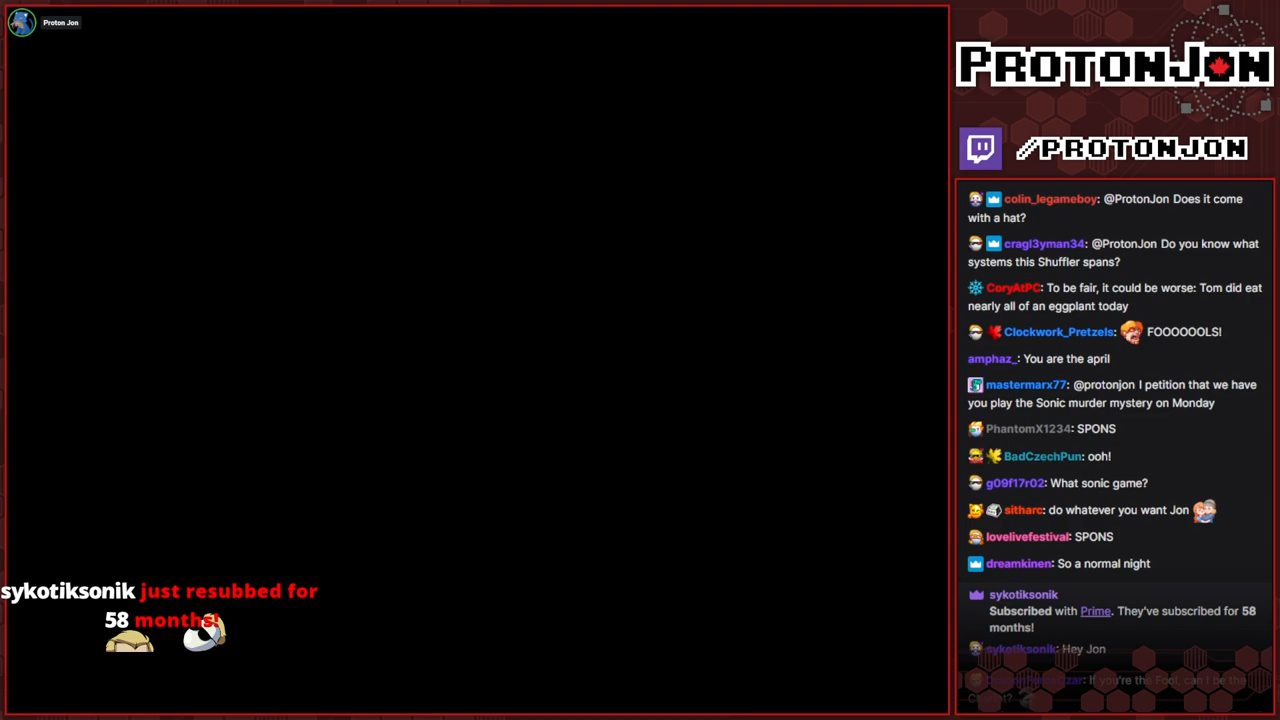 Proton Jon
PROTONJON
/PROTONJON
colin_legameboy: @ProtonJon Does it come
with a hat?
cragl3yman34: @ProtonJon Do you know what
systems this Shuffler spans?
CoryAtPC: To be fair, it could be worse: Tom did eat
nearly all of an eggplant today
Clockwork_Pretzels: FOOOOOOLS!
amphaz_: You are the april
mastermarx77: @protonjon I petition that we have
you play the Sonic murder mystery on Monday
PhantomX1234: SPONS
BadCzechPun: ooh!
g09f17r02: What sonic game?
sitharc: do whatever you want Jon
lovelivefestival: SPONS
dreamkinen: So a normal night
sykotiksonik
Subscribed with Prime. They've subscribed for 58
months!
sykotiksonik: Hey Jon
If you're the Fool, can I be the
sykotiksonik just resubbed for
58 months!